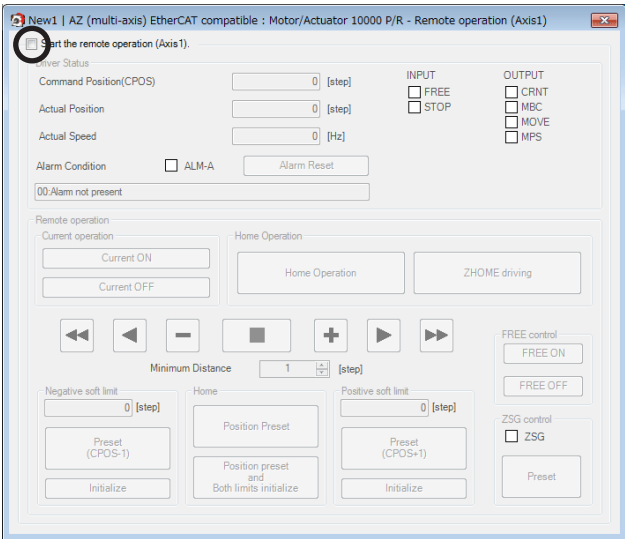 New1 | AZ (multi-axis) EtherCAT compatible : Motor/Actuator 10000 P/R - Remote operation (Axis1)
Start the remote operation (Axis1).
Driver Status
Command Position(CPOS) 0 [step]
INPUT
OUTPUT
FREE
CRNT
Actual Position 0 [step]
STOP
MBC
MOVE
Actual Speed 0 [Hz]
MPS
Alarm Condition ALM-A Alarm Reset
00:Alarm not present
Remote operation
Current operation
Home Operation
Current ON
Home Operation
ZHOME driving
Current OFF
Minimum Distance 1 [step]
FREE control
FREE ON
FREE OFF
Negative soft limit
Home
Positive soft limit
0 [step]
0 [step]
Position Preset
Preset
(CPOS-1)
Preset
(CPOS+1)
Position preset
and
Both limits initialize
Initialize
Initialize
ZSG control
ZSG
Preset